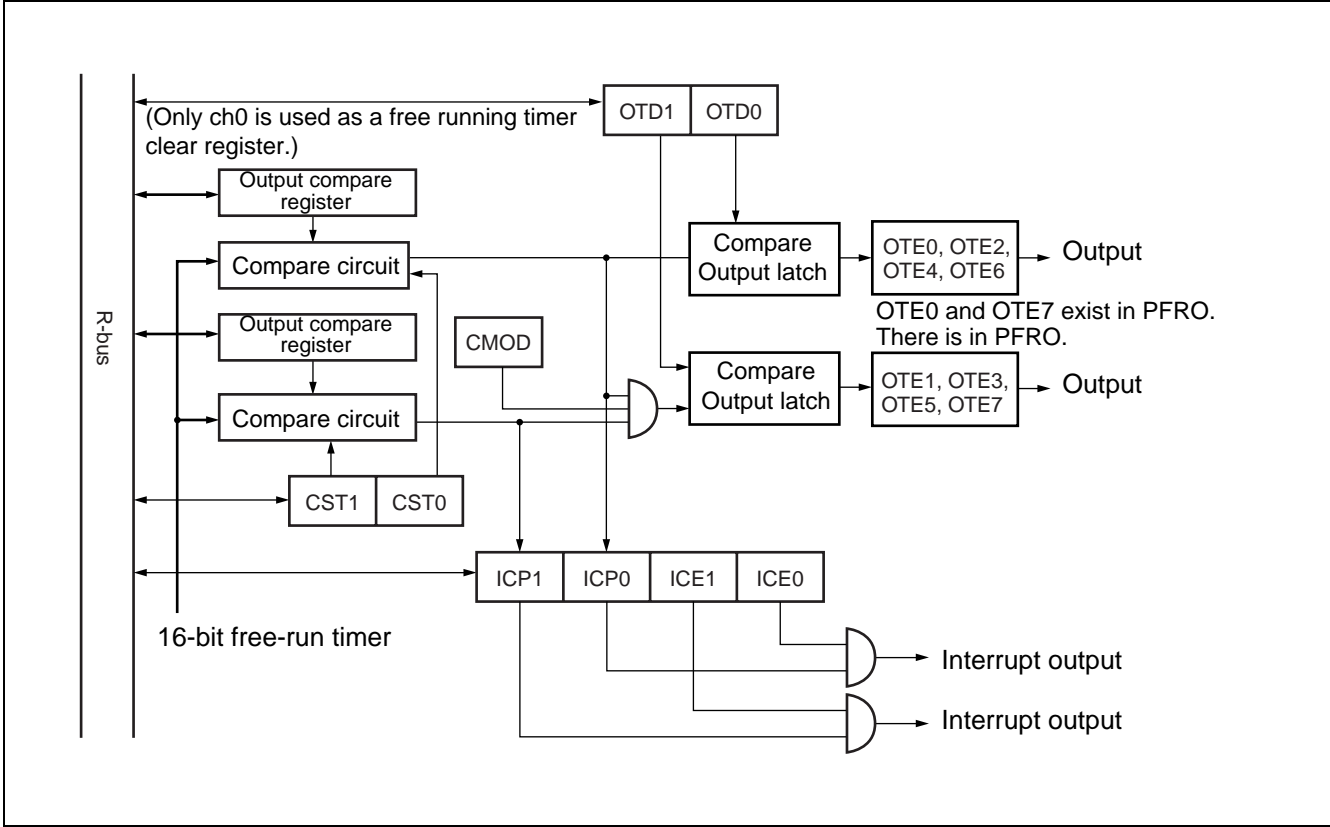 OTD1 OTD0
(Only ch0 is used as a free running timer
clear register.)
Output compare
register
Compare circuit
Compare
Output latch
OTE0, OTE2,
OTE4, OTE6
Output
OTE0 and OTE7 exist in PFRO.
There is in PFRO.
R-bus
Output compare
register
CMOD
Compare circuit
Compare
Output latch
OTE1, OTE3,
OTE5, OTE7
Output
CST1 CST0
ICP1 ICP0 ICE1 ICE0
16-bit free-run timer
Interrupt output
Interrupt output